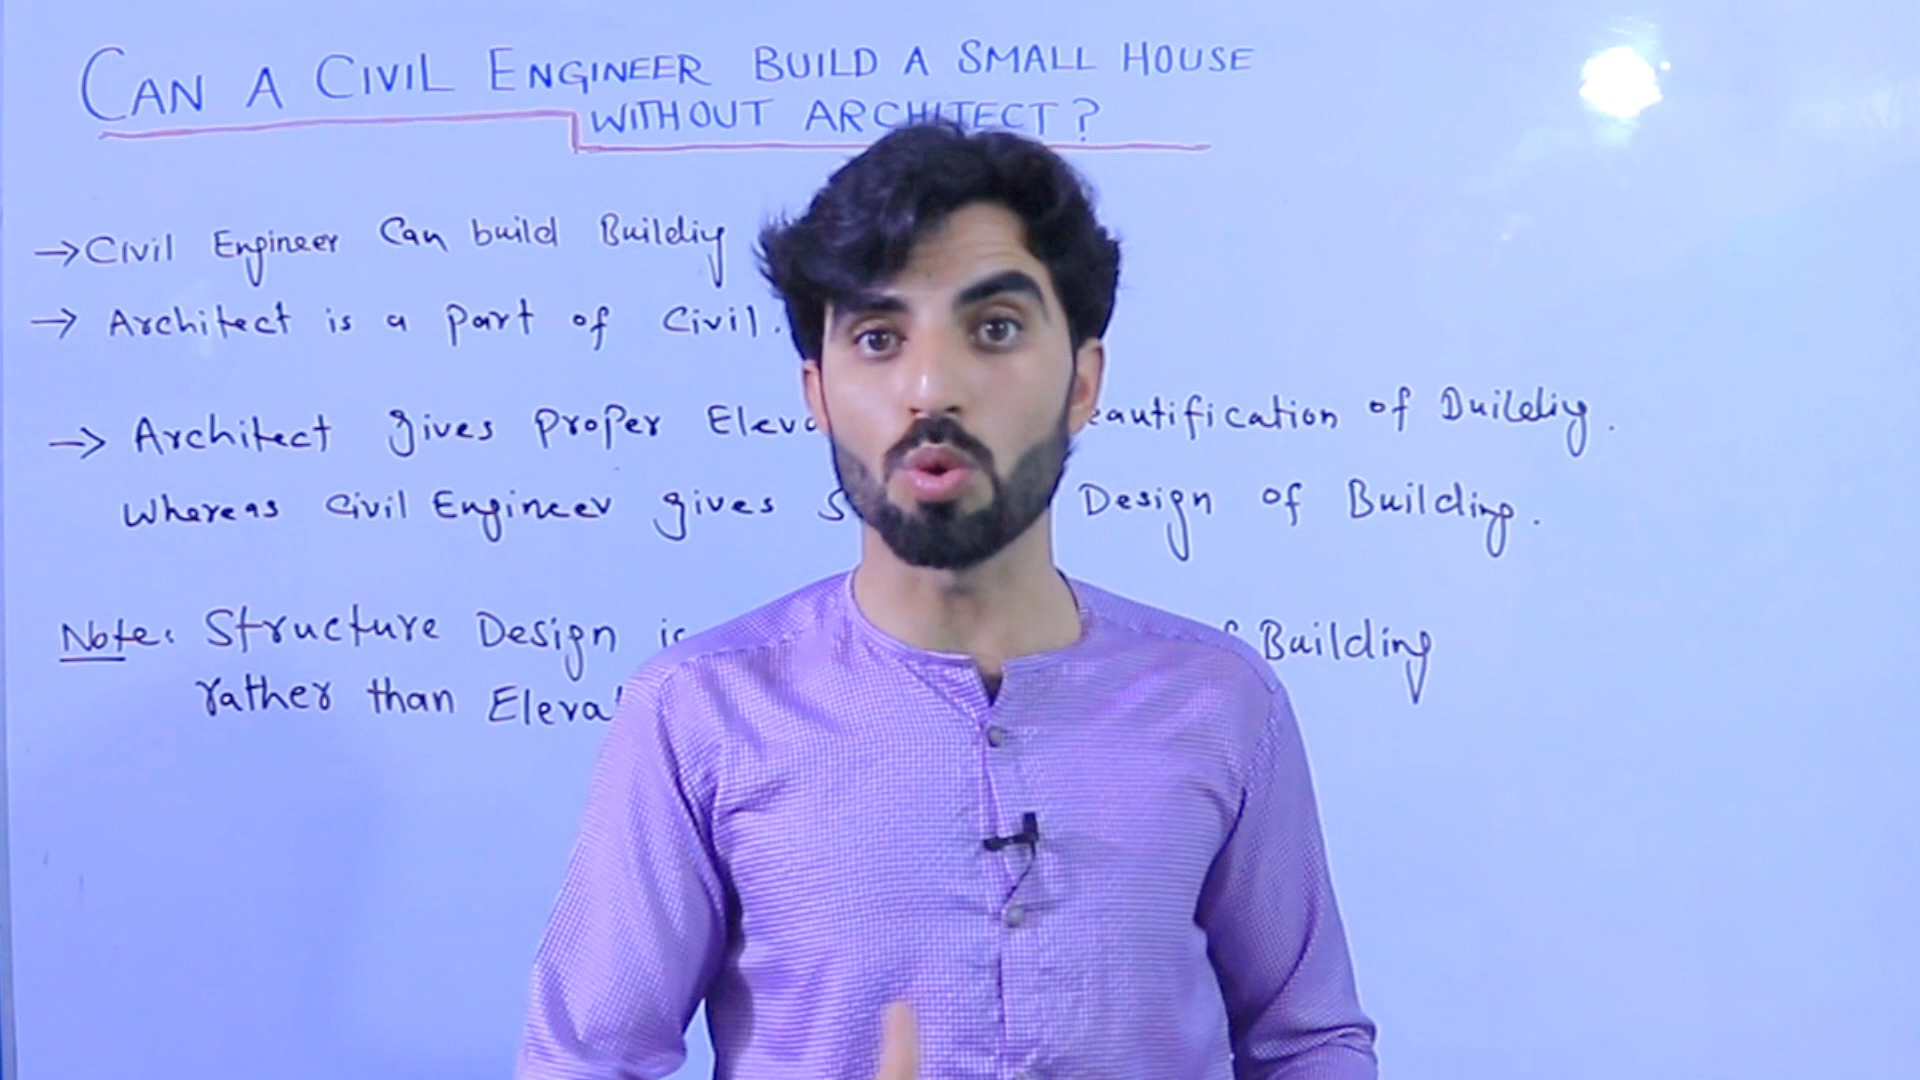 CAN A CIVIL ENGINEER BUILD A SMALL HOUSE
WITHOUT ARCHITECT?
→ Civil Engineer Can build Building
→ Architect is a part of Civil.
→ Architect gives proper Eleva eautification of Building.
Whereas Civil Engineer gives S Design of Building.
Note: Structure Design is Building
rather than Eleva